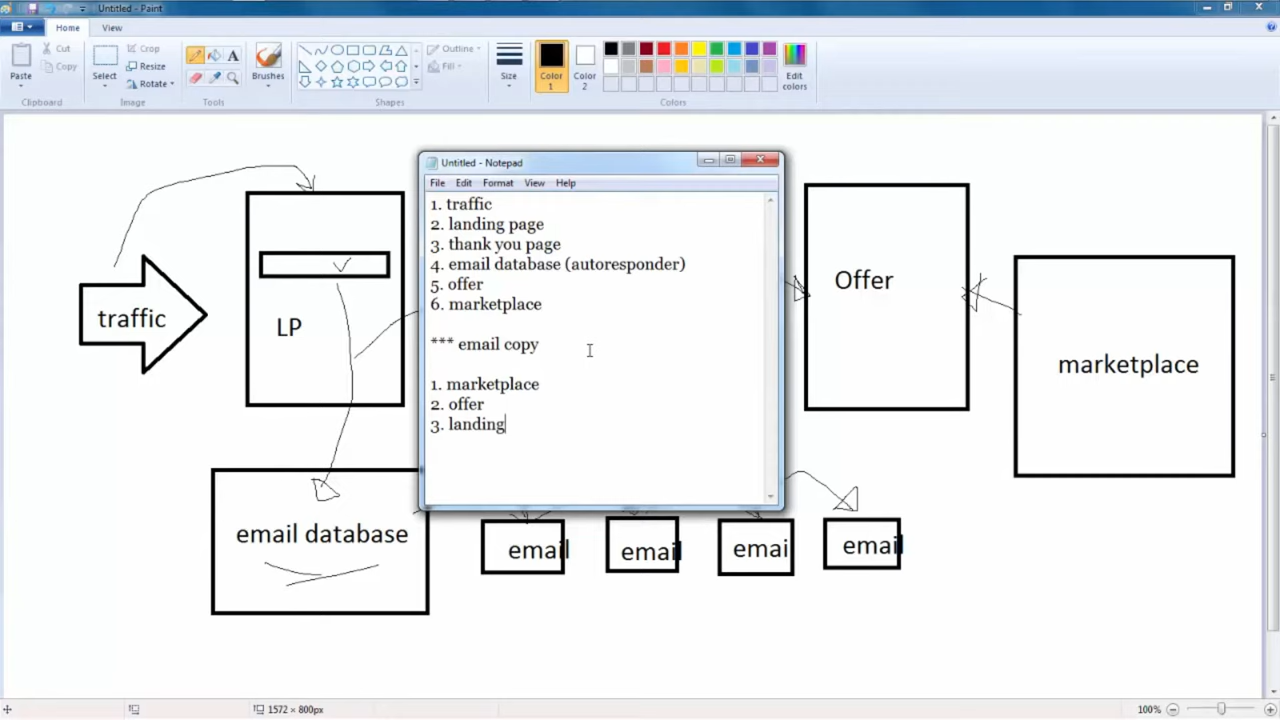 Untitled - Paint
Home
View
Paste
Cut
Copy
Clipboard
Select
Crop
Resize
Rotate
Image
A
Tools
Brushes
Outline
Fill
Shapes
Size
Color 1
Color 2
Edit colors
Colors
Untitled - Notepad
File Edit Format View Help
1. traffic
2. landing page
3. thank you page
4. email database (autoresponder)
5. offer
6. marketplace
*** email copy
1. marketplace
2. offer
3. landing
traffic
LP
Offer
marketplace
email database
email
email
email
email
1572 × 800px
100%